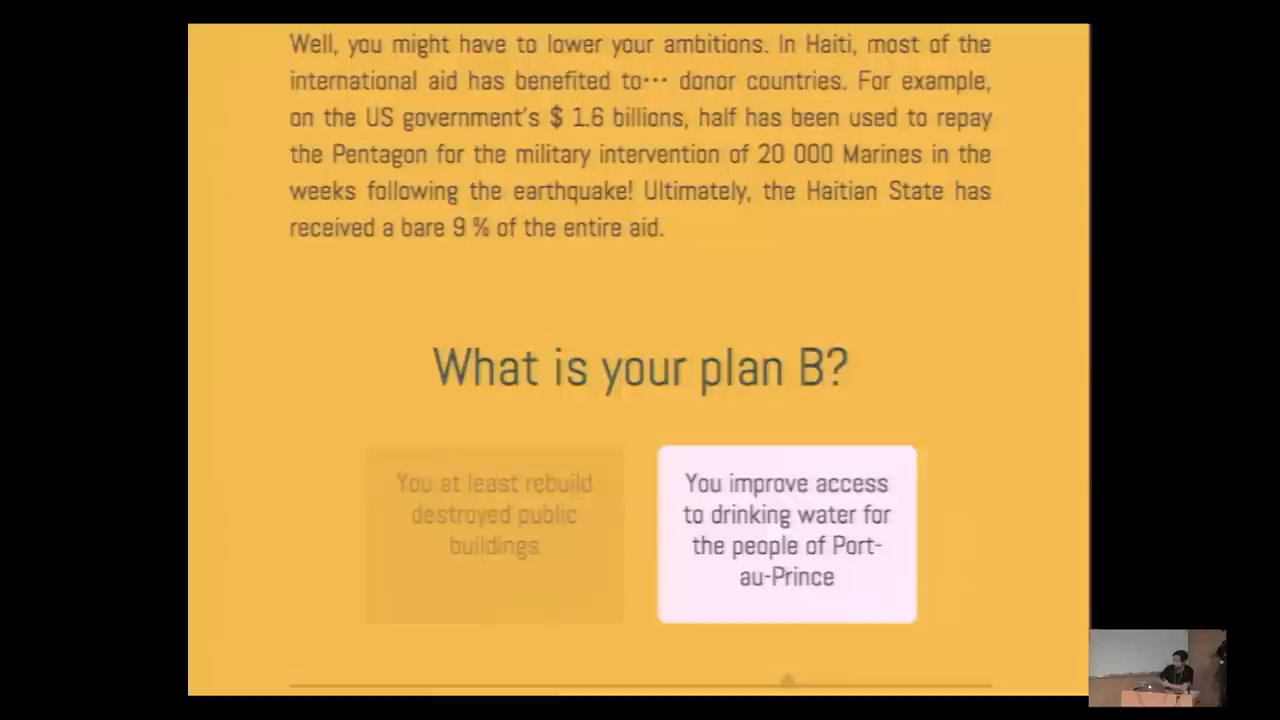 Well, you might have to lower your ambitions. In Haiti, most of the
international aid has benefited to… donor countries. For example,
on the US government's $ 1.6 billions, half has been used to repay
the Pentagon for the military intervention of 20 000 Marines in the
weeks following the earthquake! Ultimately, the Haitian State has
received a bare 9 % of the entire aid.
What is your plan B?
You at least rebuild
destroyed public
buildings
You improve access
to drinking water for
the people of Port-
au-Prince